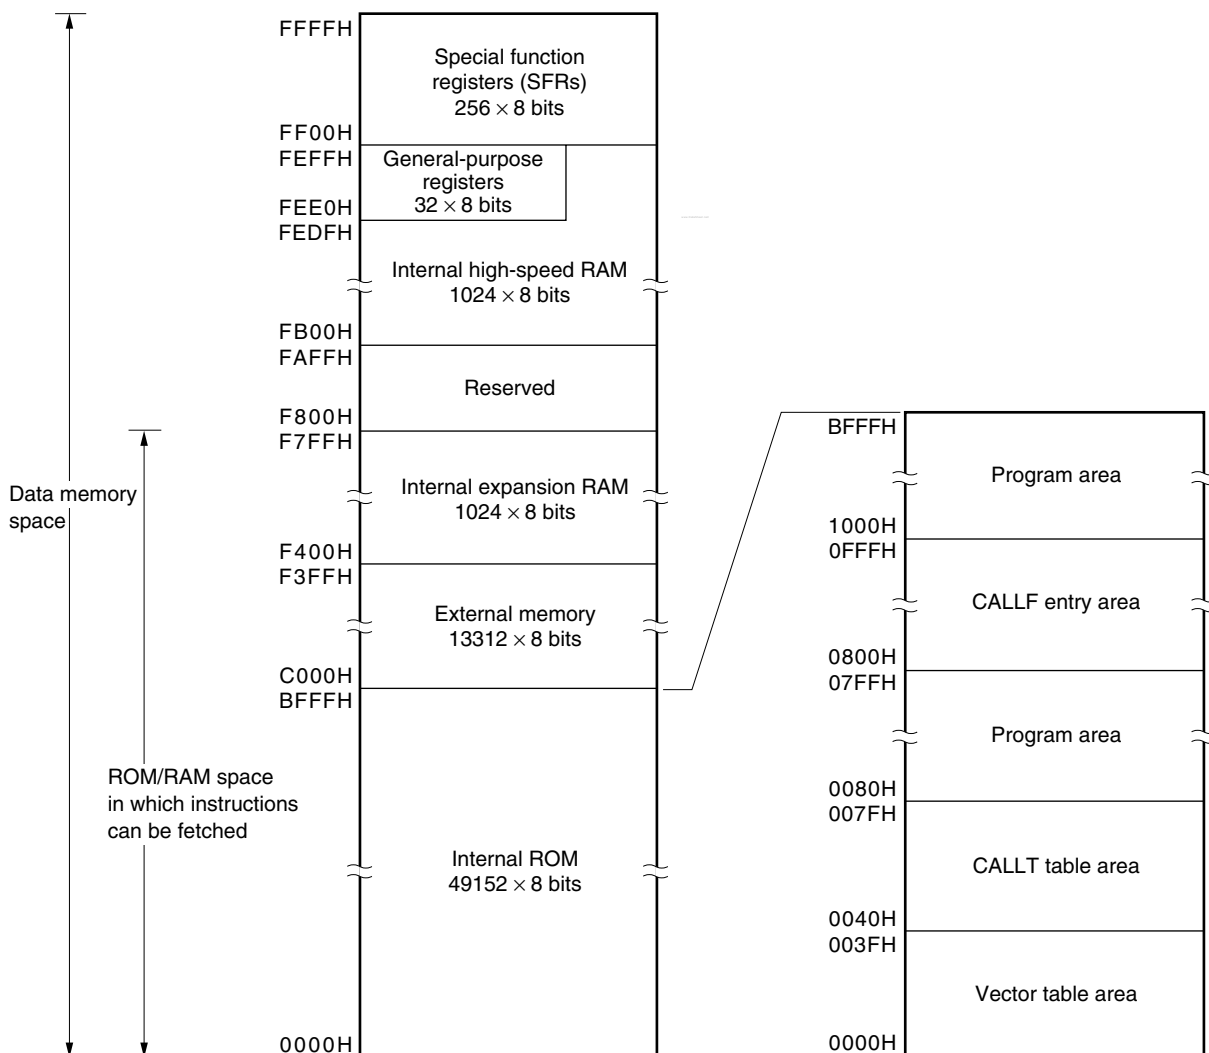 FFFFH
Special function
registers (SFRs)
256 × 8 bits
FF00H
FEFFH
General-purpose
registers
32 × 8 bits
FEE0H
FEDFH
Internal high-speed RAM
1024 × 8 bits
FB00H
FAFFH
Reserved
F800H
F7FFH
Data memory
space
Internal expansion RAM
1024 × 8 bits
F400H
F3FFH
External memory
13312 × 8 bits
C000H
BFFFH
ROM/RAM space
in which instructions
can be fetched
Internal ROM
49152 × 8 bits
0000H
BFFFH
Program area
1000H
0FFFH
CALLF entry area
0800H
07FFH
Program area
0080H
007FH
CALLT table area
0040H
003FH
Vector table area
0000H